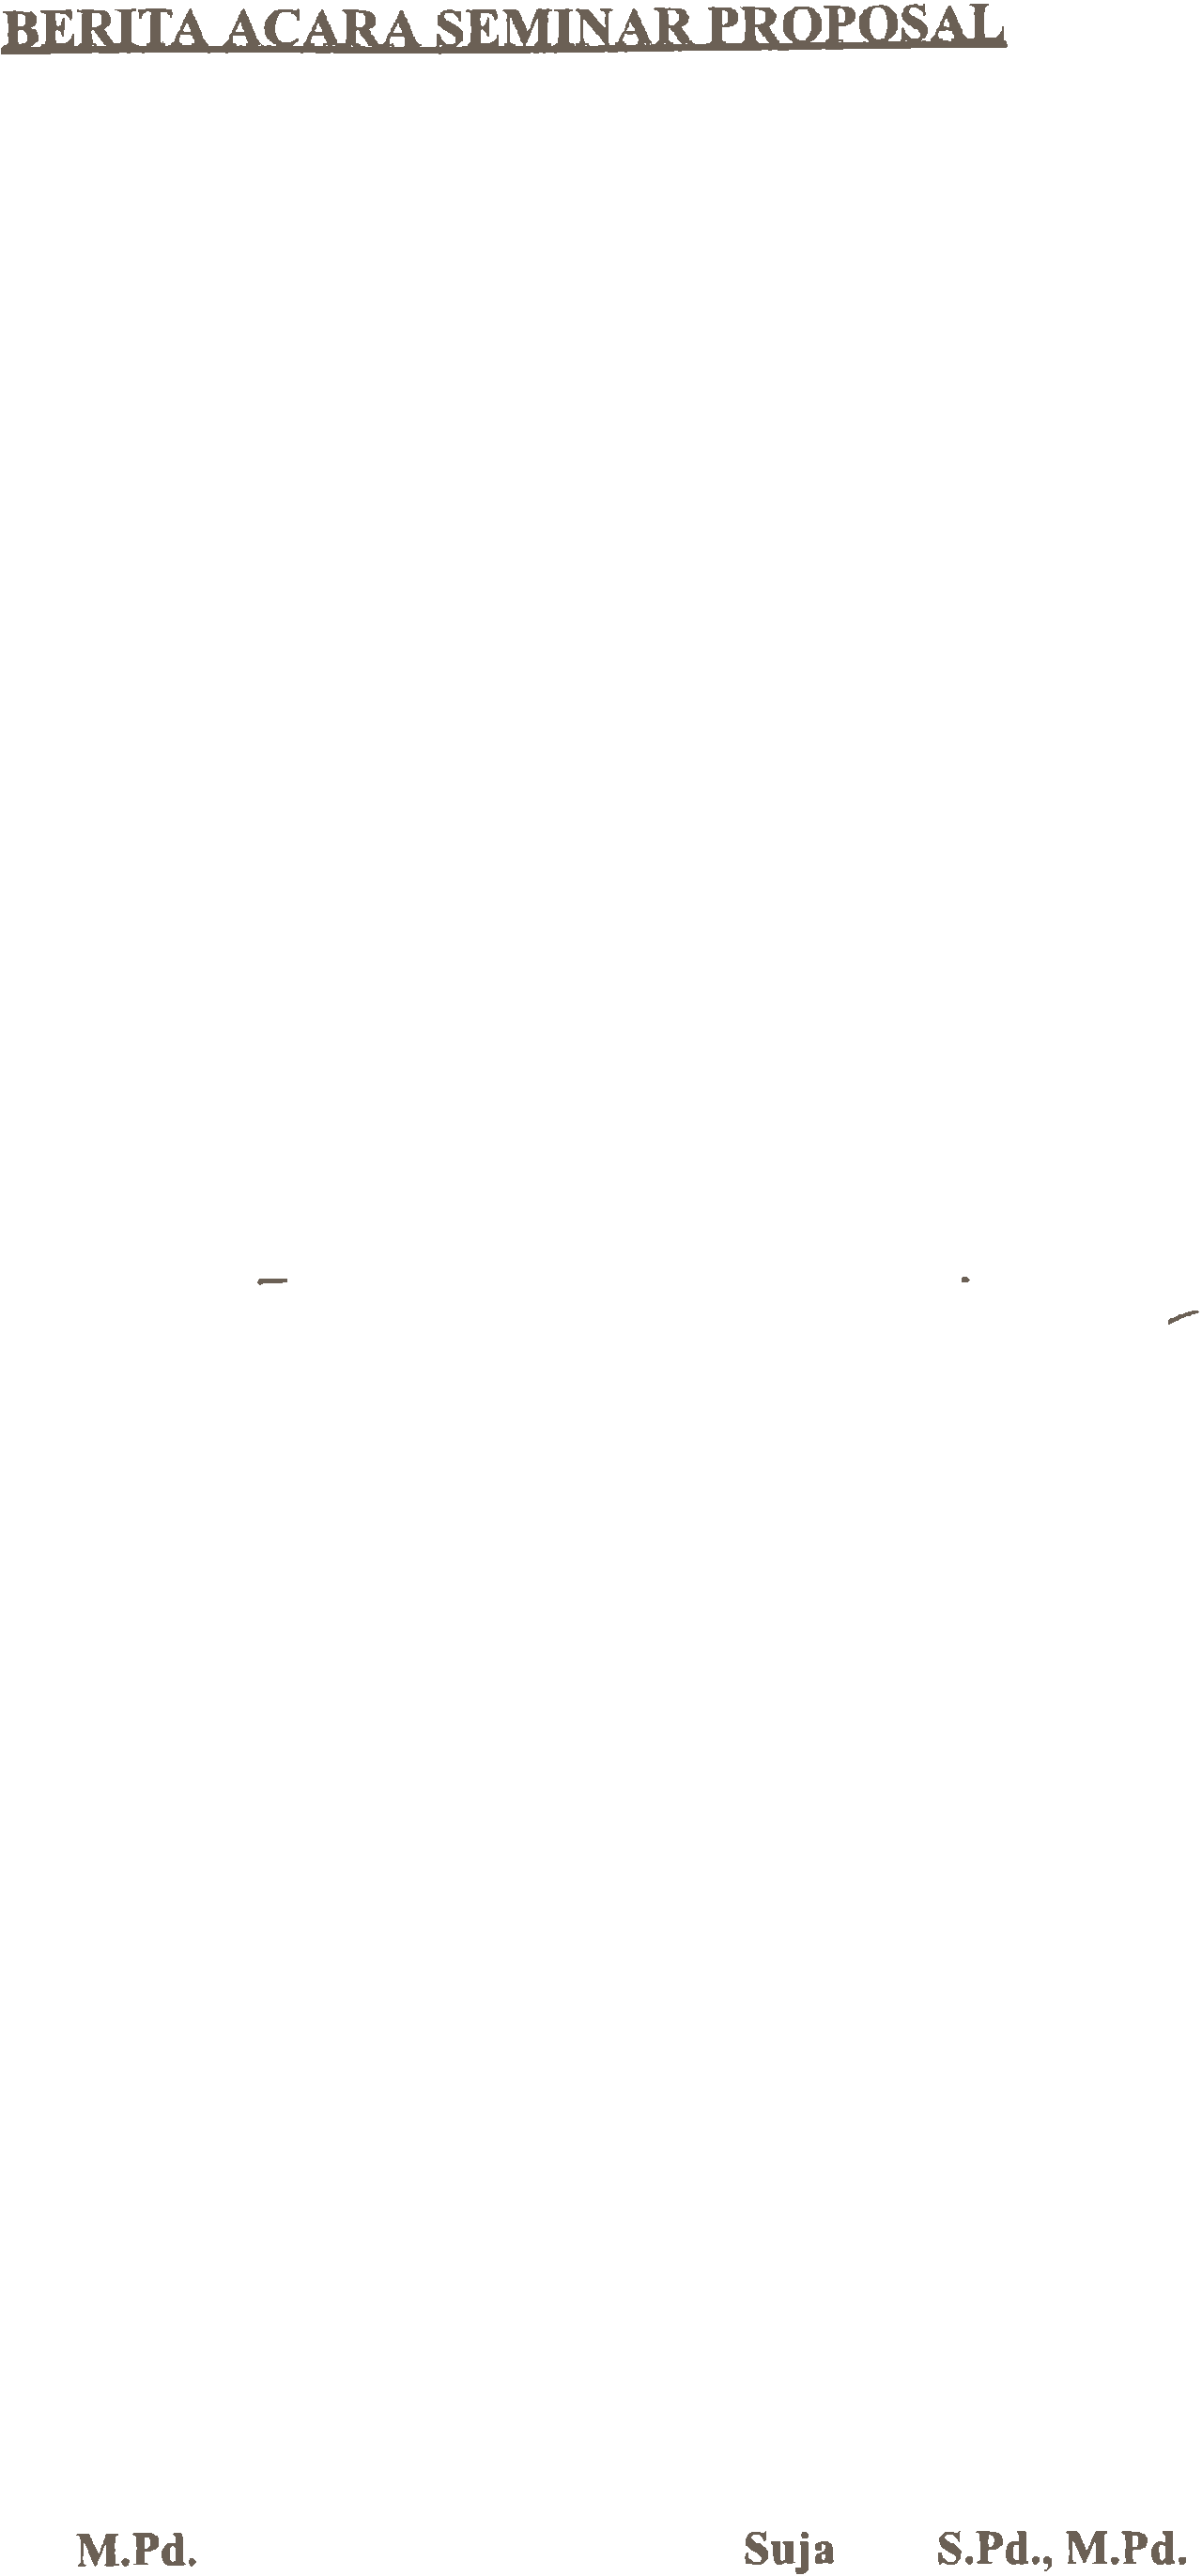 BERITA ACARA SEMINAR PROPOSAL
M.Pd. Suja S.Pd., M.Pd.